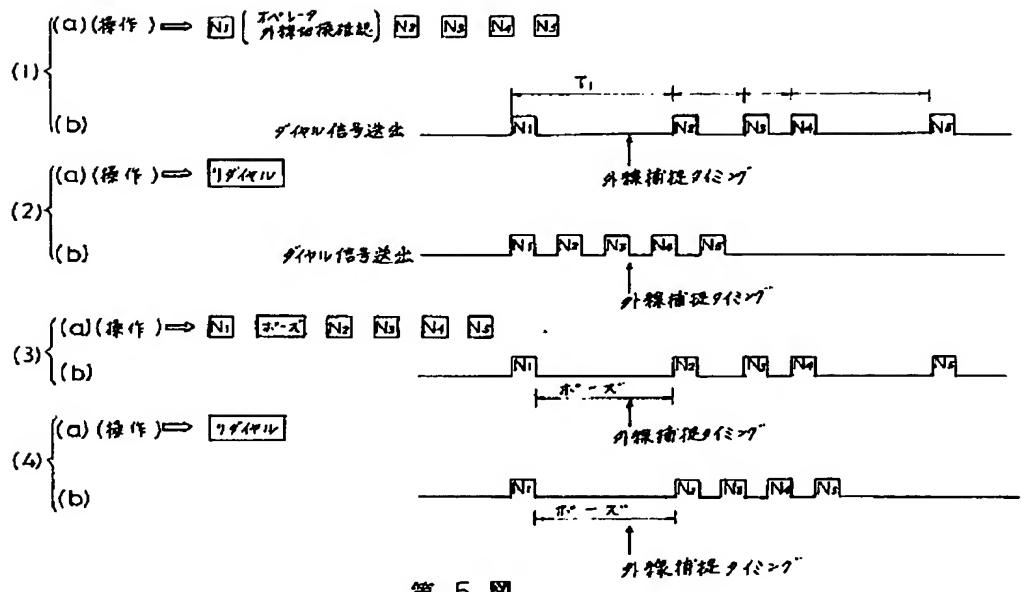 (1)
(a)(操作)⇒ N1 (オペレータ 外線切換確認) N2 N3 N4 N5
T1
(b) ダイヤル信号送出 N1 N2 N3 N4 N5
外線捕捉タイミング
(2)
(a)(操作)⇒ リダイヤル
(b) ダイヤル信号送出 N1 N2 N3 N4 N5
外線捕捉タイミング
(3)
(a)(操作)⇒ N1 ポーズ N2 N3 N4 N5
(b) N1 N2 N3 N4 N5
ポーズ
外線捕捉タイミング
(4)
(a)(操作)⇒ リダイヤル
(b) N1 N2 N3 N4 N5
ポーズ
外線捕捉タイミング
第 5 図